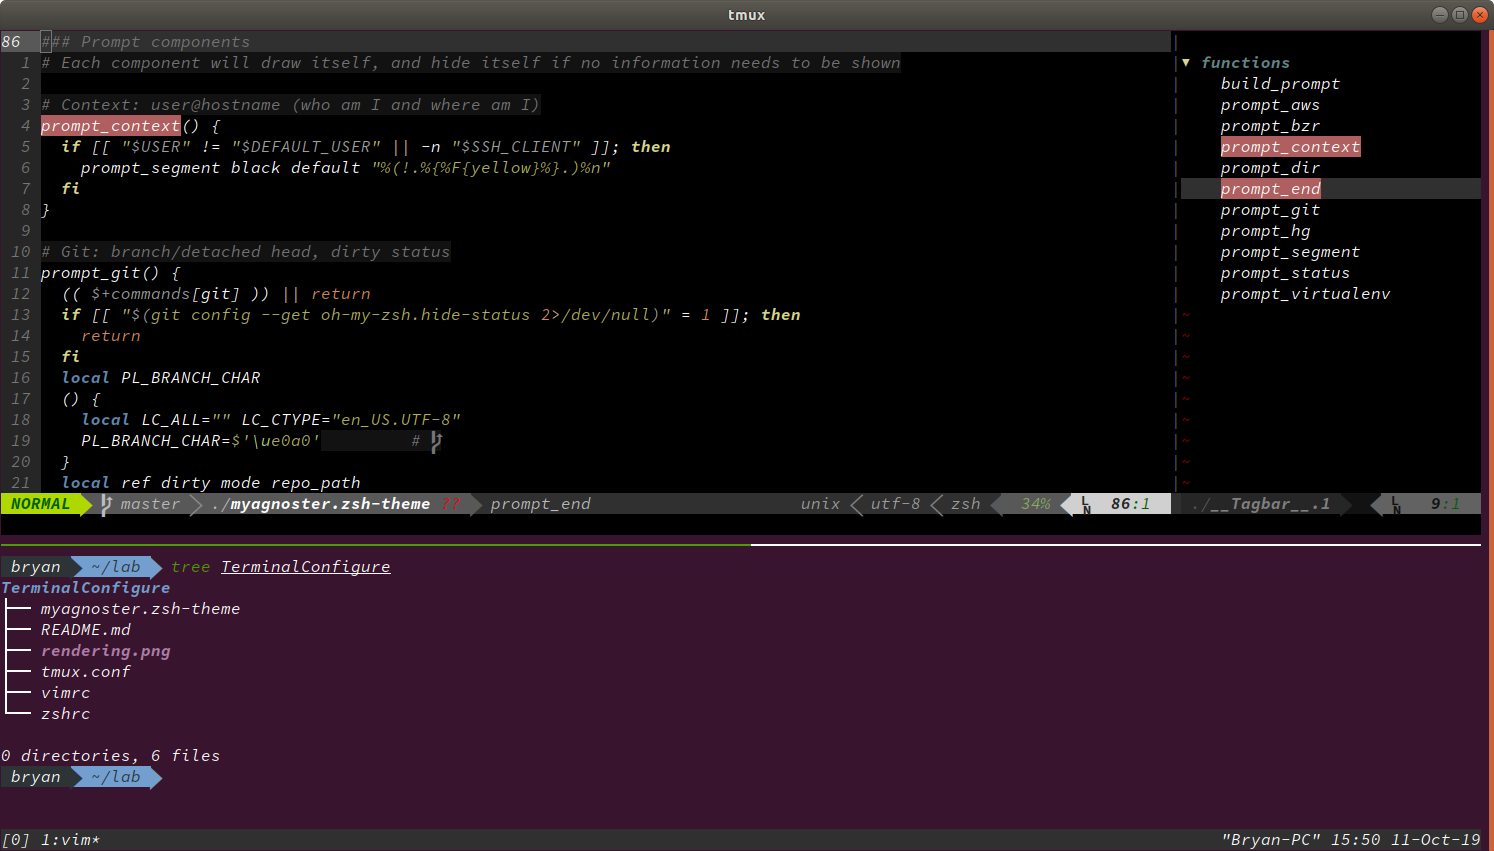 tmux
86 ### Prompt components
1 # Each component will draw itself, and hide itself if no information needs to be shown
2
3 # Context: user@hostname (who am I and where am I)
4 prompt_context() {
5   if [[ "$USER" != "$DEFAULT_USER" || -n "$SSH_CLIENT" ]]; then
6     prompt_segment black default "%(!.%{%F{yellow}%}.)%n"
7   fi
8 }
9
10 # Git: branch/detached head, dirty status
11 prompt_git() {
12   (( $+commands[git] )) || return
13   if [[ "$(git config --get oh-my-zsh.hide-status 2>/dev/null)" = 1 ]]; then
14     return
15   fi
16   local PL_BRANCH_CHAR
17   () {
18     local LC_ALL="" LC_CTYPE="en_US.UTF-8"
19     PL_BRANCH_CHAR=$'\ue0a0'         # 
20   }
21   local ref dirty mode repo_path
▼ functions
build_prompt
prompt_aws
prompt_bzr
prompt_context
prompt_dir
prompt_end
prompt_git
prompt_hg
prompt_segment
prompt_status
prompt_virtualenv
~
~
~
~
~
~
~
~
~
NORMAL  master ./myagnoster.zsh-theme ?? prompt_end unix utf-8 zsh 34% LN 86:1 ./__Tagbar__.1 LN 9:1
bryan ~/lab tree TerminalConfigure
TerminalConfigure
├── myagnoster.zsh-theme
├── README.md
├── rendering.png
├── tmux.conf
├── vimrc
└── zshrc
0 directories, 6 files
bryan ~/lab
[0] 1:vim* "Bryan-PC" 15:50 11-Oct-19